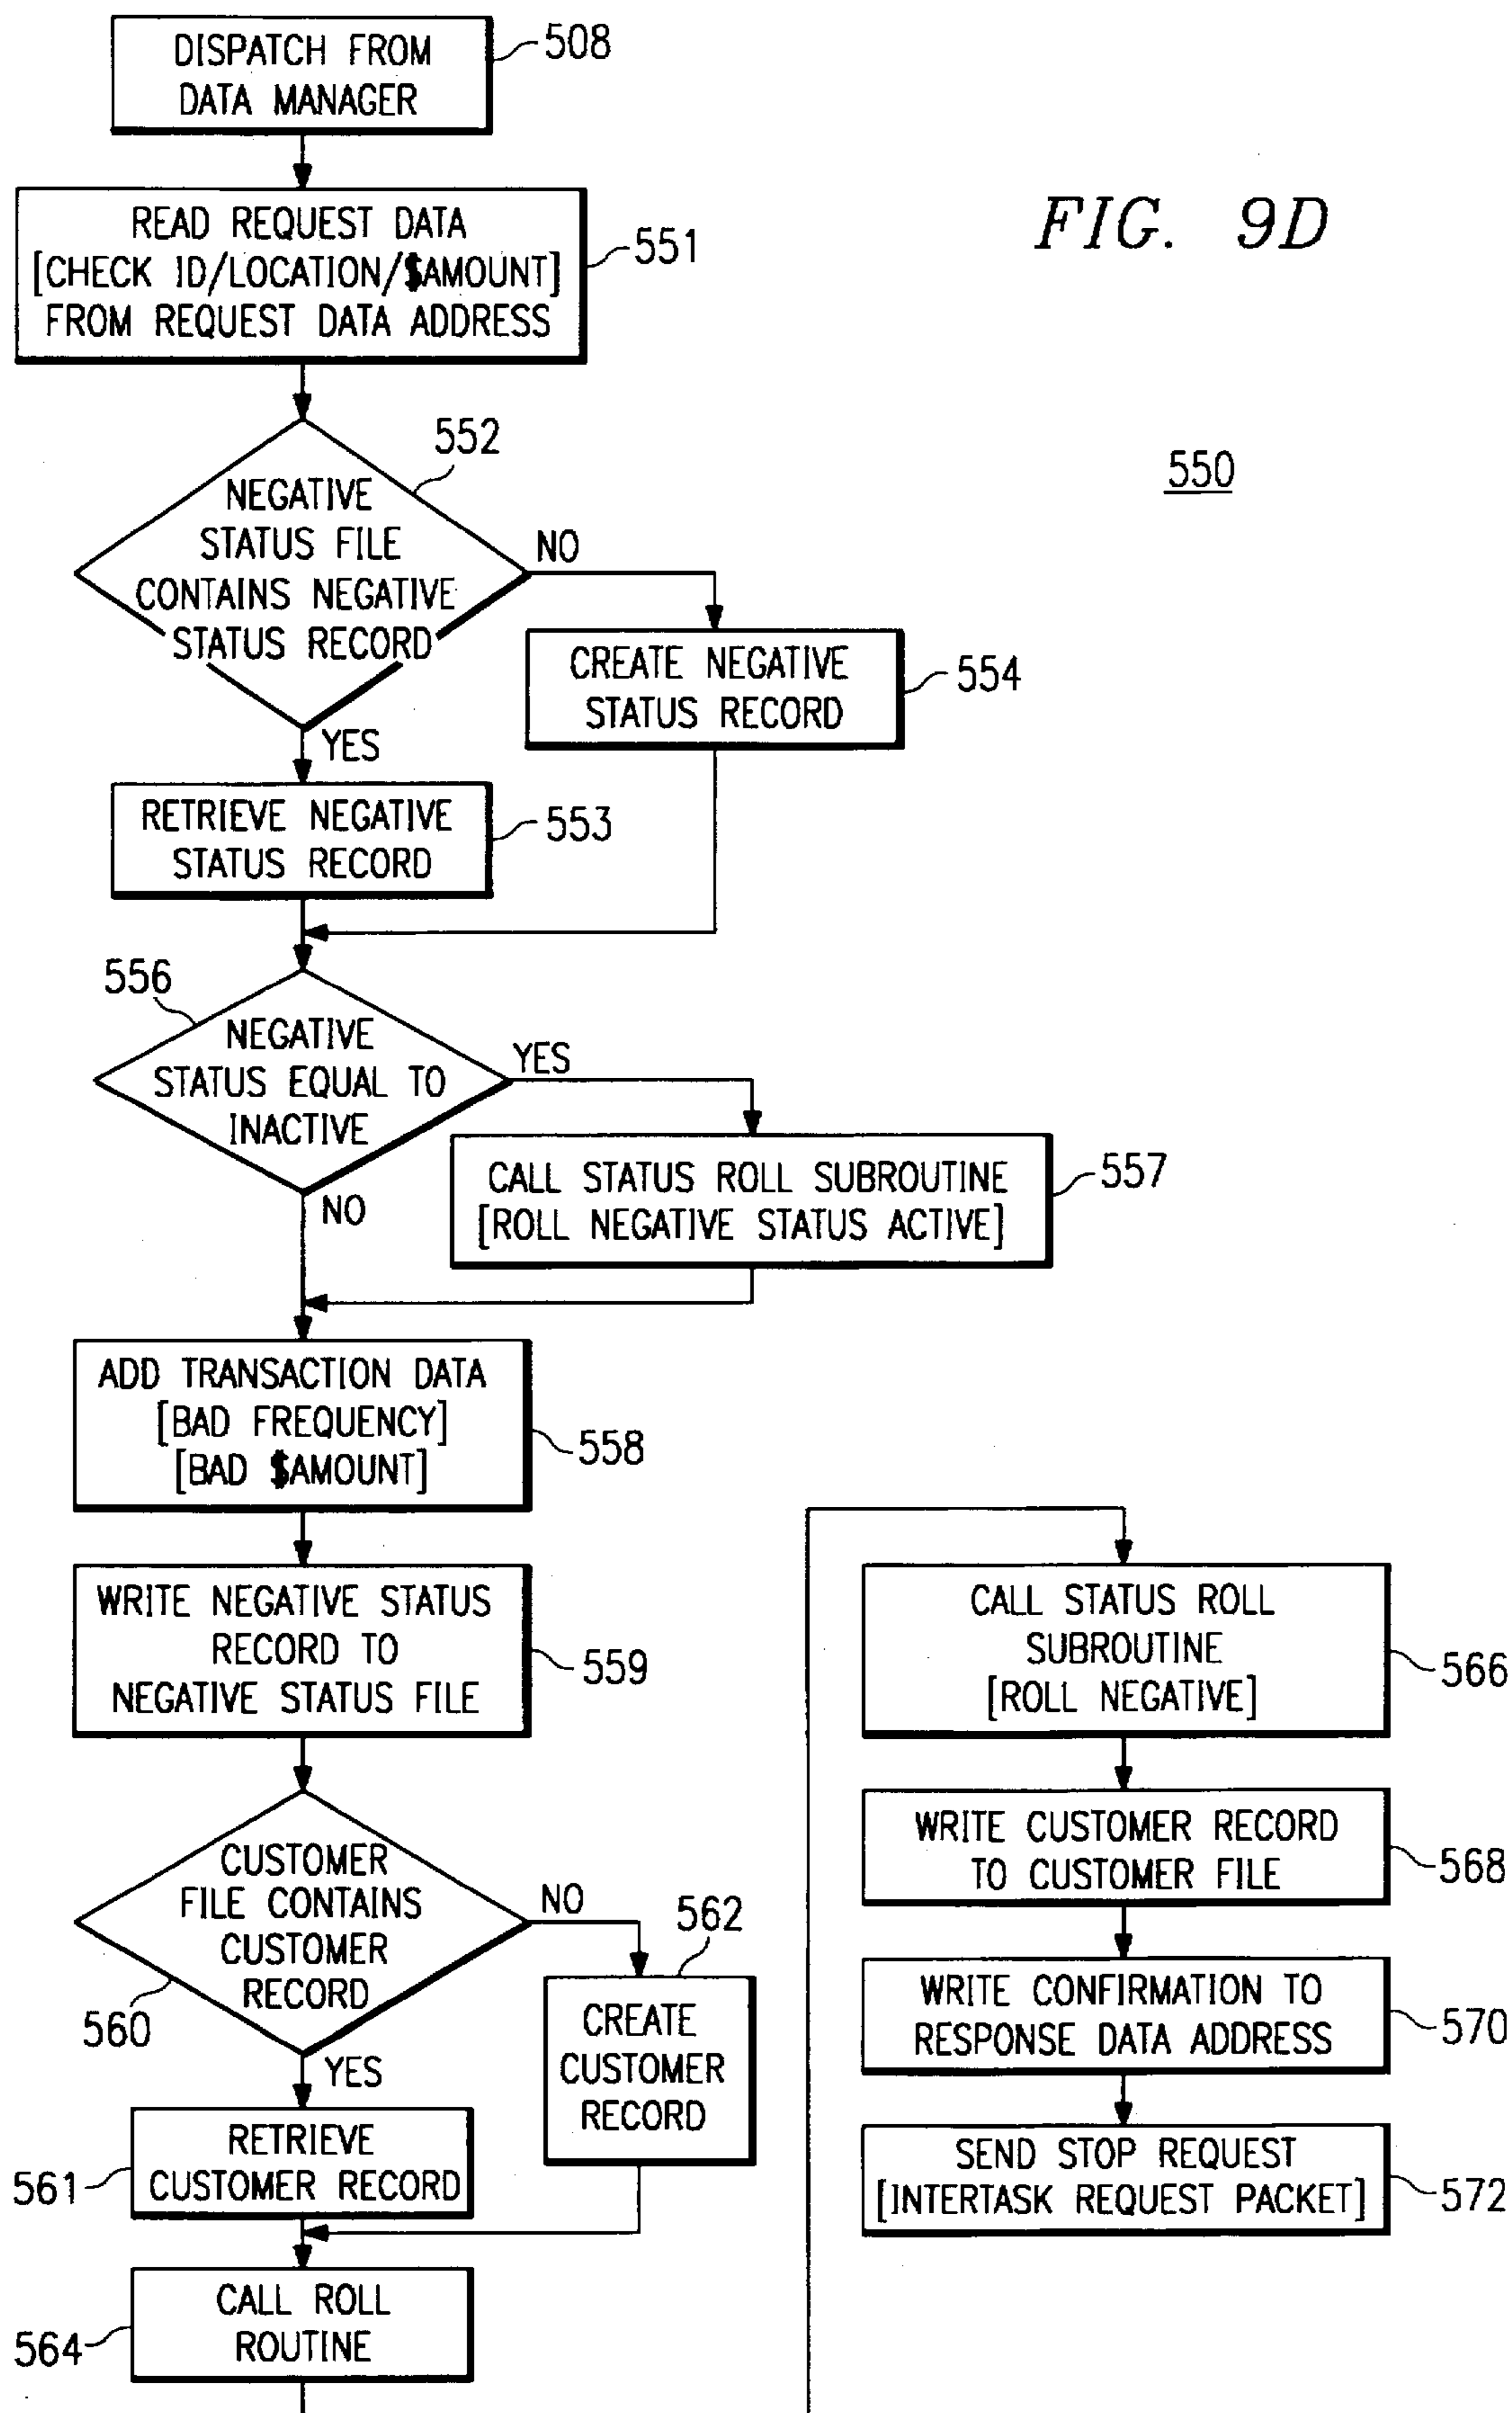 DISPATCH FROM
DATA MANAGER
508
READ REQUEST DATA
[CHECK ID/LOCATION/$AMOUNT]
FROM REQUEST DATA ADDRESS
551
FIG. 9D
550
552
NEGATIVE
STATUS FILE
CONTAINS NEGATIVE
STATUS RECORD
NO
YES
CREATE NEGATIVE
STATUS RECORD
554
RETRIEVE NEGATIVE
STATUS RECORD
553
556
NEGATIVE
STATUS EQUAL TO
INACTIVE
YES
NO
CALL STATUS ROLL SUBROUTINE
[ROLL NEGATIVE STATUS ACTIVE]
557
ADD TRANSACTION DATA
[BAD FREQUENCY]
[BAD $AMOUNT]
558
WRITE NEGATIVE STATUS
RECORD TO
NEGATIVE STATUS FILE
559
CUSTOMER
FILE CONTAINS
CUSTOMER
RECORD
560
NO
YES
562
CREATE
CUSTOMER
RECORD
RETRIEVE
CUSTOMER RECORD
561
CALL ROLL
ROUTINE
564
CALL STATUS ROLL
SUBROUTINE
[ROLL NEGATIVE]
566
WRITE CUSTOMER RECORD
TO CUSTOMER FILE
568
WRITE CONFIRMATION TO
RESPONSE DATA ADDRESS
570
SEND STOP REQUEST
[INTERTASK REQUEST PACKET]
572